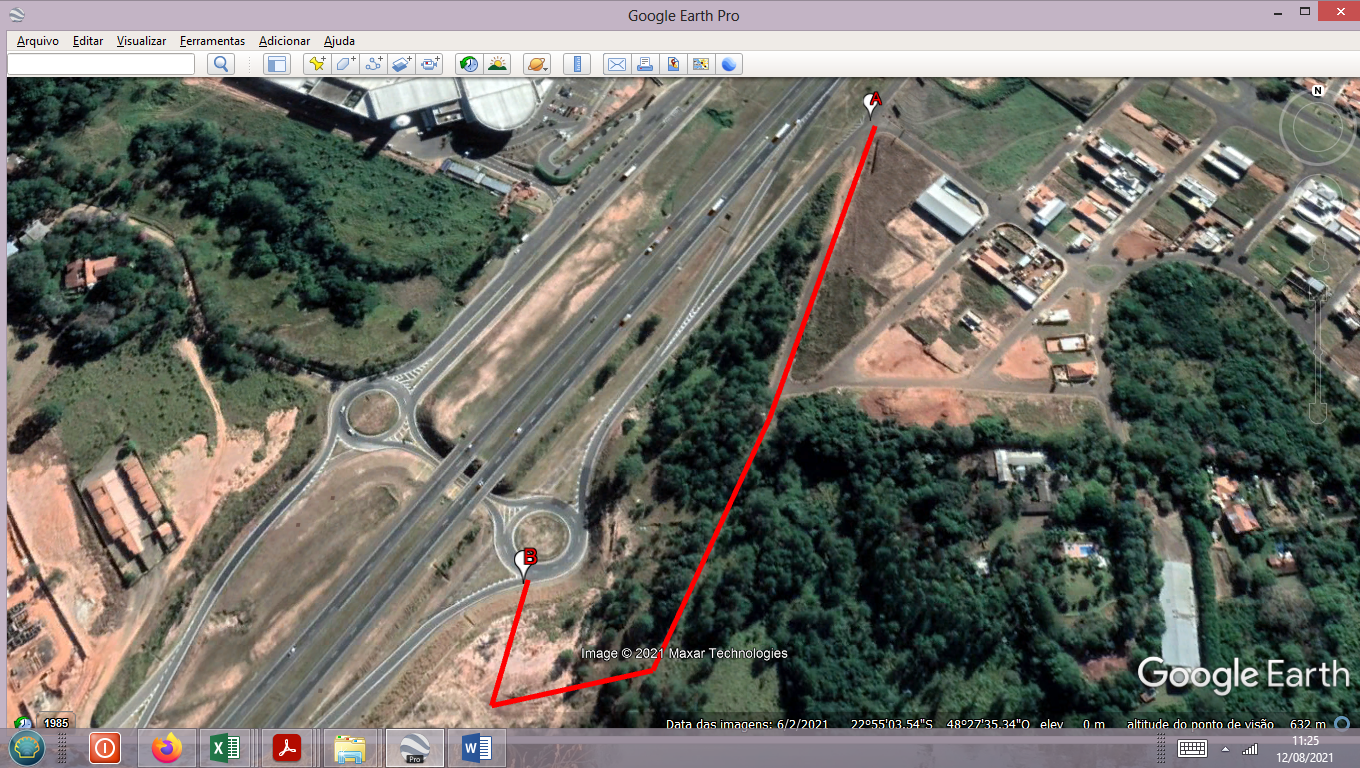 Google Earth Pro
Arquivo Editar Visualizar Ferramentas Adicionar Ajuda
A
N
B
Image © 2021 Maxar Technologies
Google Earth
1985
Data das imagens: 6/2/2021 22°55'03.54"S 48°27'35.34"O elev 0 m altitude do ponto de visão 632 m
Pro
11:25
12/08/2021